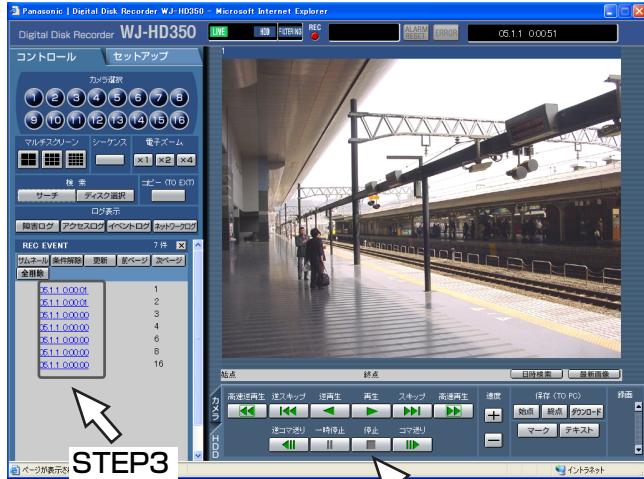 Panasonic | Digital Disk Recorder WJ-HD350 - Microsoft Internet Explorer
Digital Disk Recorder WJ-HD350
LIVE HDD FILTERING REC ALARM RESET ERROR 05.1.1 0:00:51
コントロール セットアップ
1
カメラ選択
1 2 3 4 5 6 7 8
9 10 11 12 13 14 15 16
マルチスクリーン シーケンス 電子ズーム
×1 ×2 ×4
検索 コピー (TO EXT)
サーチ ディスク選択
ログ表示
障害ログ アクセスログ イベントログ ネットワークログ
REC EVENT 7件
サムネール 条件解除 更新 前ページ 次ページ
全削除
05.1.1 0:00:01 1
05.1.1 0:00:01 2
05.1.1 0:00:00 3
05.1.1 0:00:00 4
05.1.1 0:00:00 6
05.1.1 0:00:00 8
05.1.1 0:00:00 16
STEP3
始点 終点 日時検索 最新画像
カメラ
HDD
高速逆再生 逆スキップ 逆再生 再生 スキップ 高速再生
逆コマ送り 一時停止 停止 コマ送り
速度
保存 (TO PC)
始点 終点 ダウンロード
マーク テキスト
録画
ページが表示さ
イントラネット